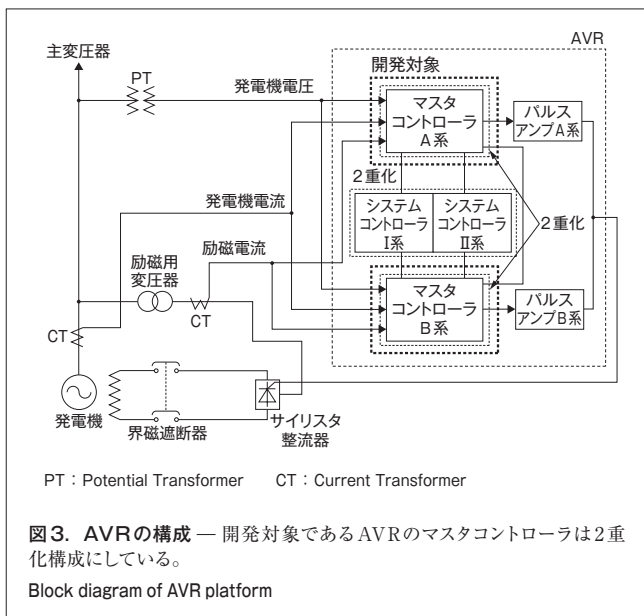 AVR
主変圧器
PT
発電機電圧
開発対象
マスタ
コントローラ
A系
パルス
アンプA系
2重化
発電機電流
システム
コントローラ
I系
システム
コントローラ
II系
2重化
励磁電流
励磁用
変圧器
CT
マスタ
コントローラ
B系
パルス
アンプB系
CT
発電機
界磁遮断器
サイリスタ
整流器
PT：Potential Transformer CT：Current Transformer
図3. AVRの構成 — 開発対象であるAVRのマスタコントローラは2重
化構成にしている。
Block diagram of AVR platform